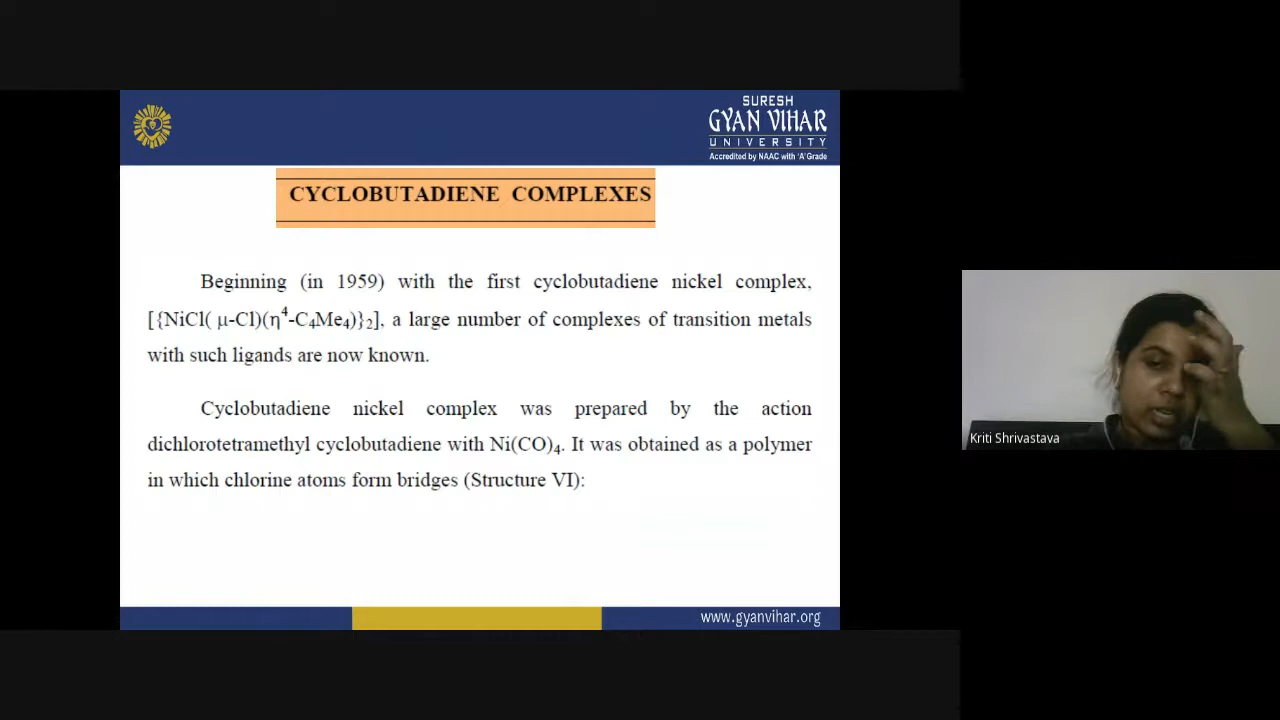 SURESH
GYAN VIHAR
UNIVERSITY
Accredited by NAAC with 'A' Grade
CYCLOBUTADIENE COMPLEXES
Beginning (in 1959) with the first cyclobutadiene nickel complex,
[{NiCl( μ-Cl)(η⁴-C₄Me₄)}₂], a large number of complexes of transition metals
with such ligands are now known.
Cyclobutadiene nickel complex was prepared by the action
dichlorotetramethyl cyclobutadiene with Ni(CO)₄. It was obtained as a polymer
in which chlorine atoms form bridges (Structure VI):
Kriti Shrivastava
www.gyanvihar.org